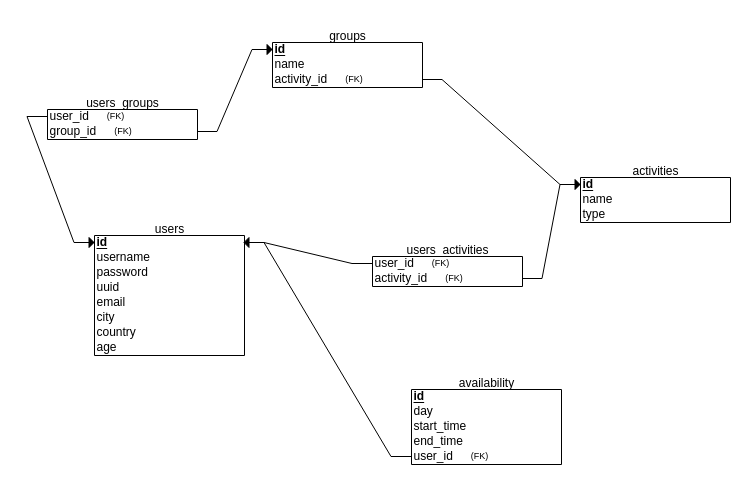 groups
id
name
activity_id (FK)
users_groups
user_id (FK)
group_id (FK)
activities
id
name
type
users
id
username
password
uuid
email
city
country
age
users_activities
user_id (FK)
activity_id (FK)
availability
id
day
start_time
end_time
user_id (FK)